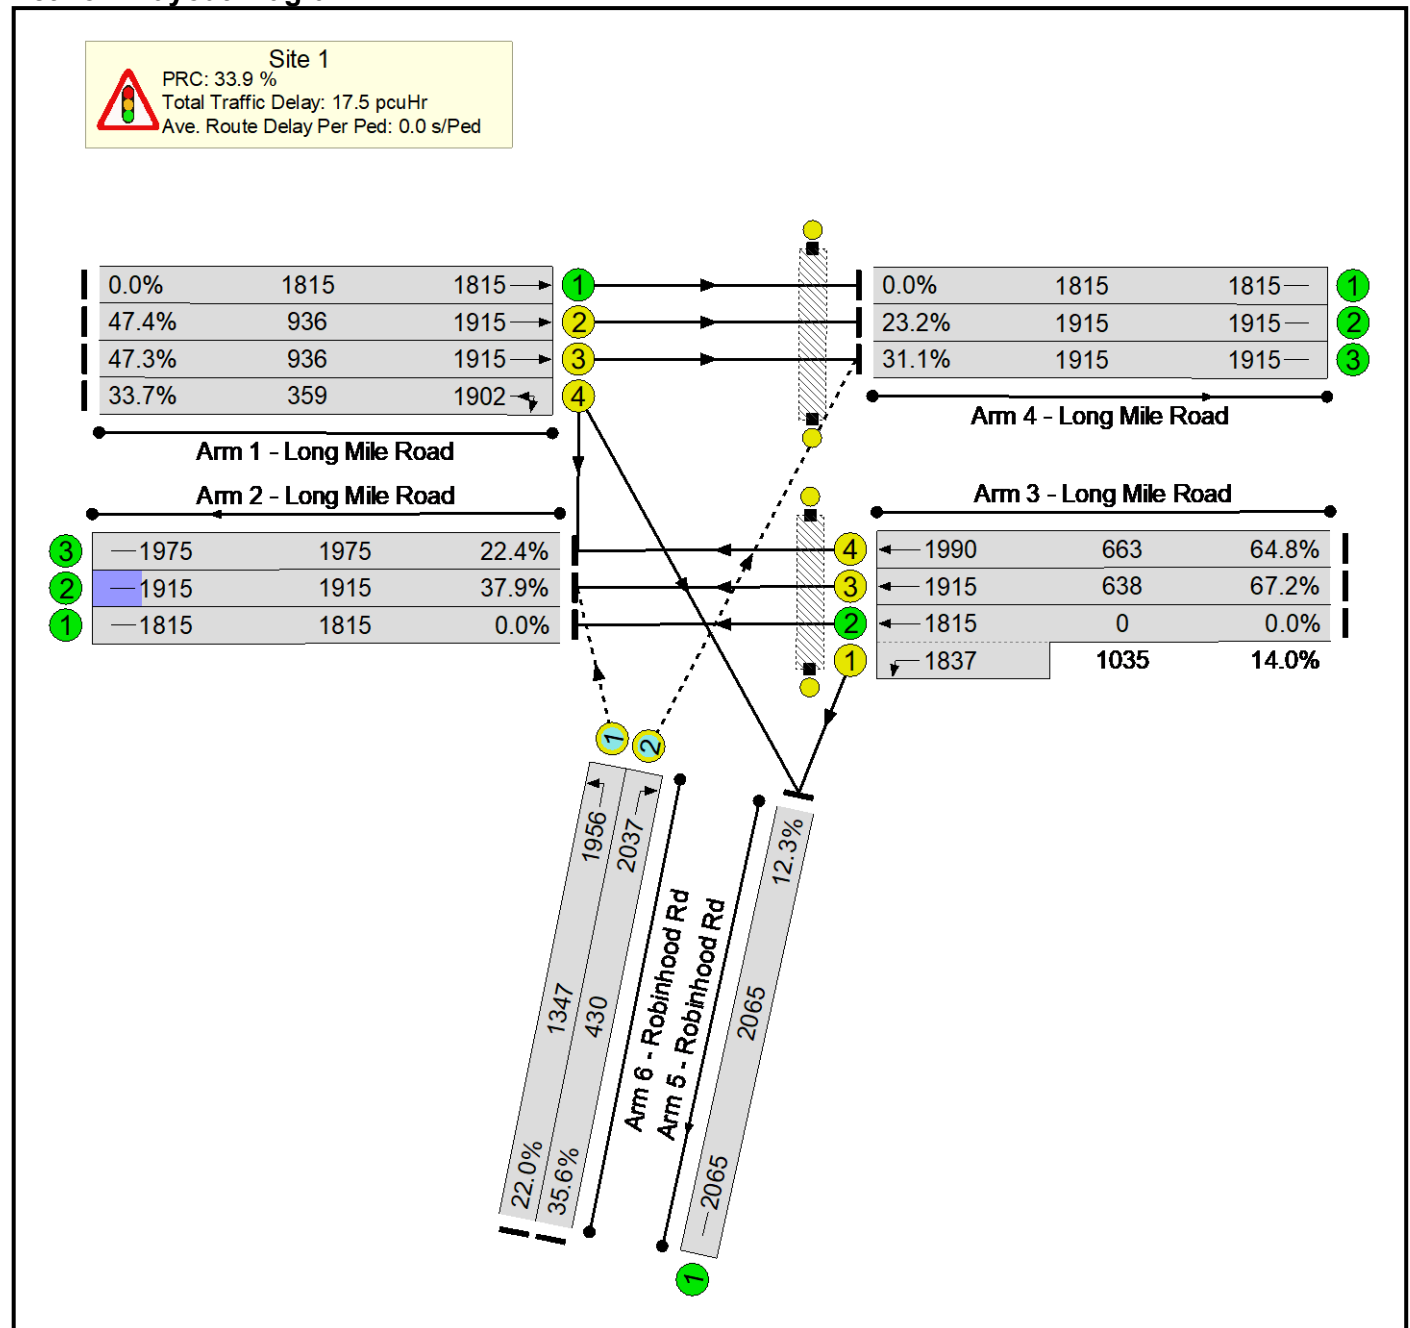 Site 1
PRC: 33.9 %
Total Traffic Delay: 17.5 pcuHr
Ave. Route Delay Per Ped: 0.0 s/Ped
0.0% 1815 1815 1
47.4% 936 1915 2
47.3% 936 1915 3
33.7% 359 1902 4
Arm 1 - Long Mile Road
0.0% 1815 1815 1
23.2% 1915 1915 2
31.1% 1915 1915 3
Arm 4 - Long Mile Road
Arm 2 - Long Mile Road
3 1975 1975 22.4%
2 1915 1915 37.9%
1 1815 1815 0.0%
Arm 3 - Long Mile Road
4 1990 663 64.8%
3 1915 638 67.2%
2 1815 0 0.0%
1 1837 1035 14.0%
1 2
1956 1347 22.0%
2037 430 35.6%
Arm 6 - Robinhood Rd
Arm 5 - Robinhood Rd
12.3% 2065 2065
1